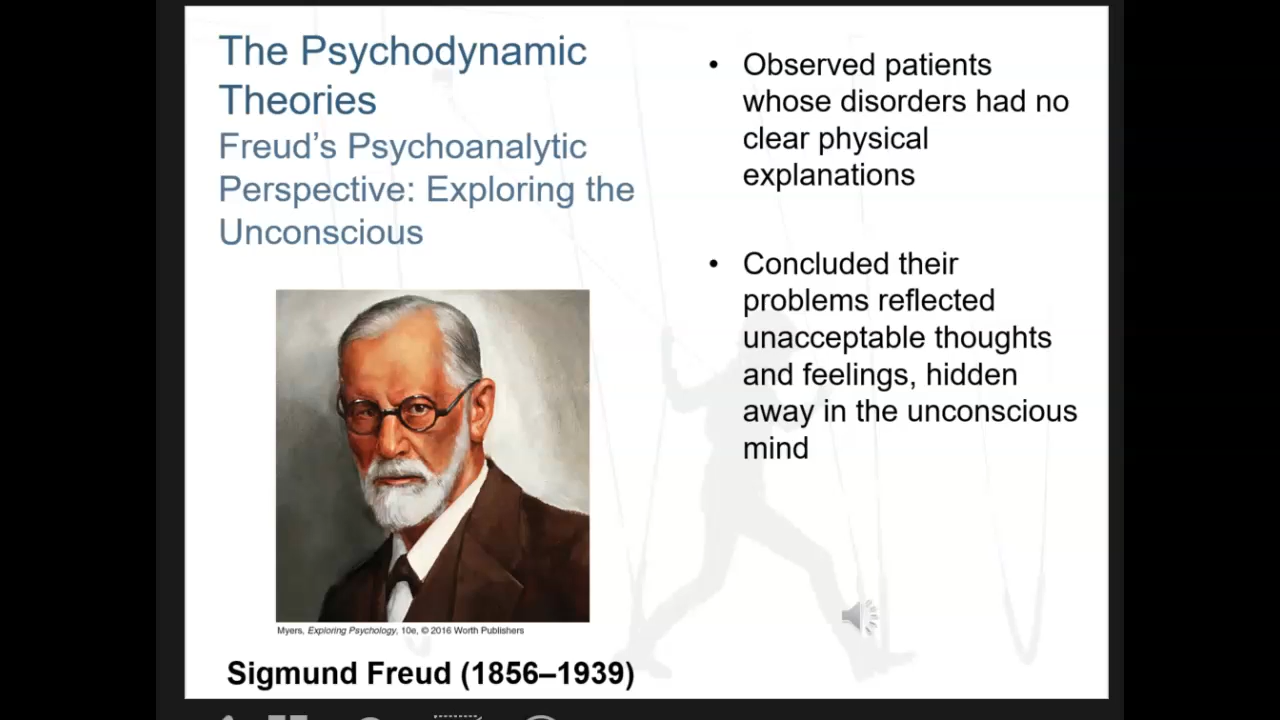 The Psychodynamic
Theories
Freud’s Psychoanalytic
Perspective: Exploring the
Unconscious
Myers, Exploring Psychology, 10e, © 2016 Worth Publishers
Sigmund Freud (1856–1939)
• Observed patients
whose disorders had no
clear physical
explanations
• Concluded their
problems reflected
unacceptable thoughts
and feelings, hidden
away in the unconscious
mind